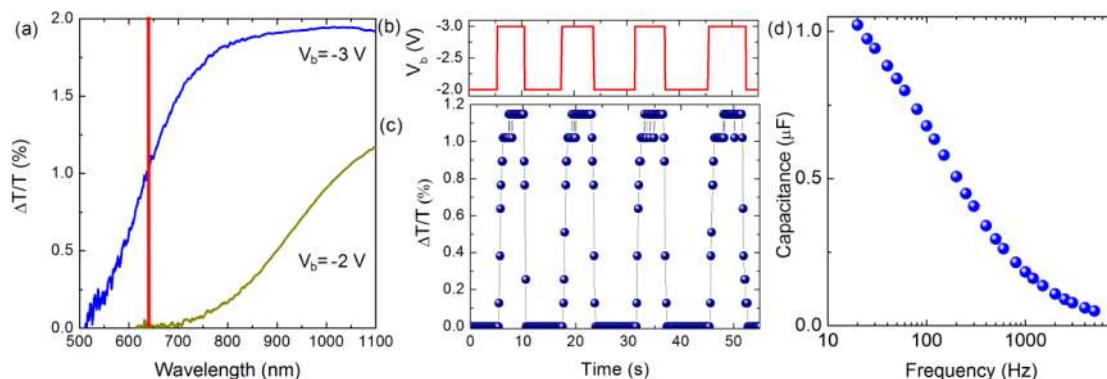 (a)
2.0
1.5
1.0
0.5
0.0
ΔT/T (%)
V_b= -3 V
V_b= -2 V
500 600 700 800 900 1000 1100
Wavelength (nm)
(b)
-3.0
-2.5
-2.0
V_b (V)
(c)
1.2
1.0
0.8
0.6
0.4
0.2
0.0
ΔT/T (%)
0 10 20 30 40 50
Time (s)
(d)
1.0
0.5
0.0
Capacitance (μF)
10 100 1000
Frequency (Hz)